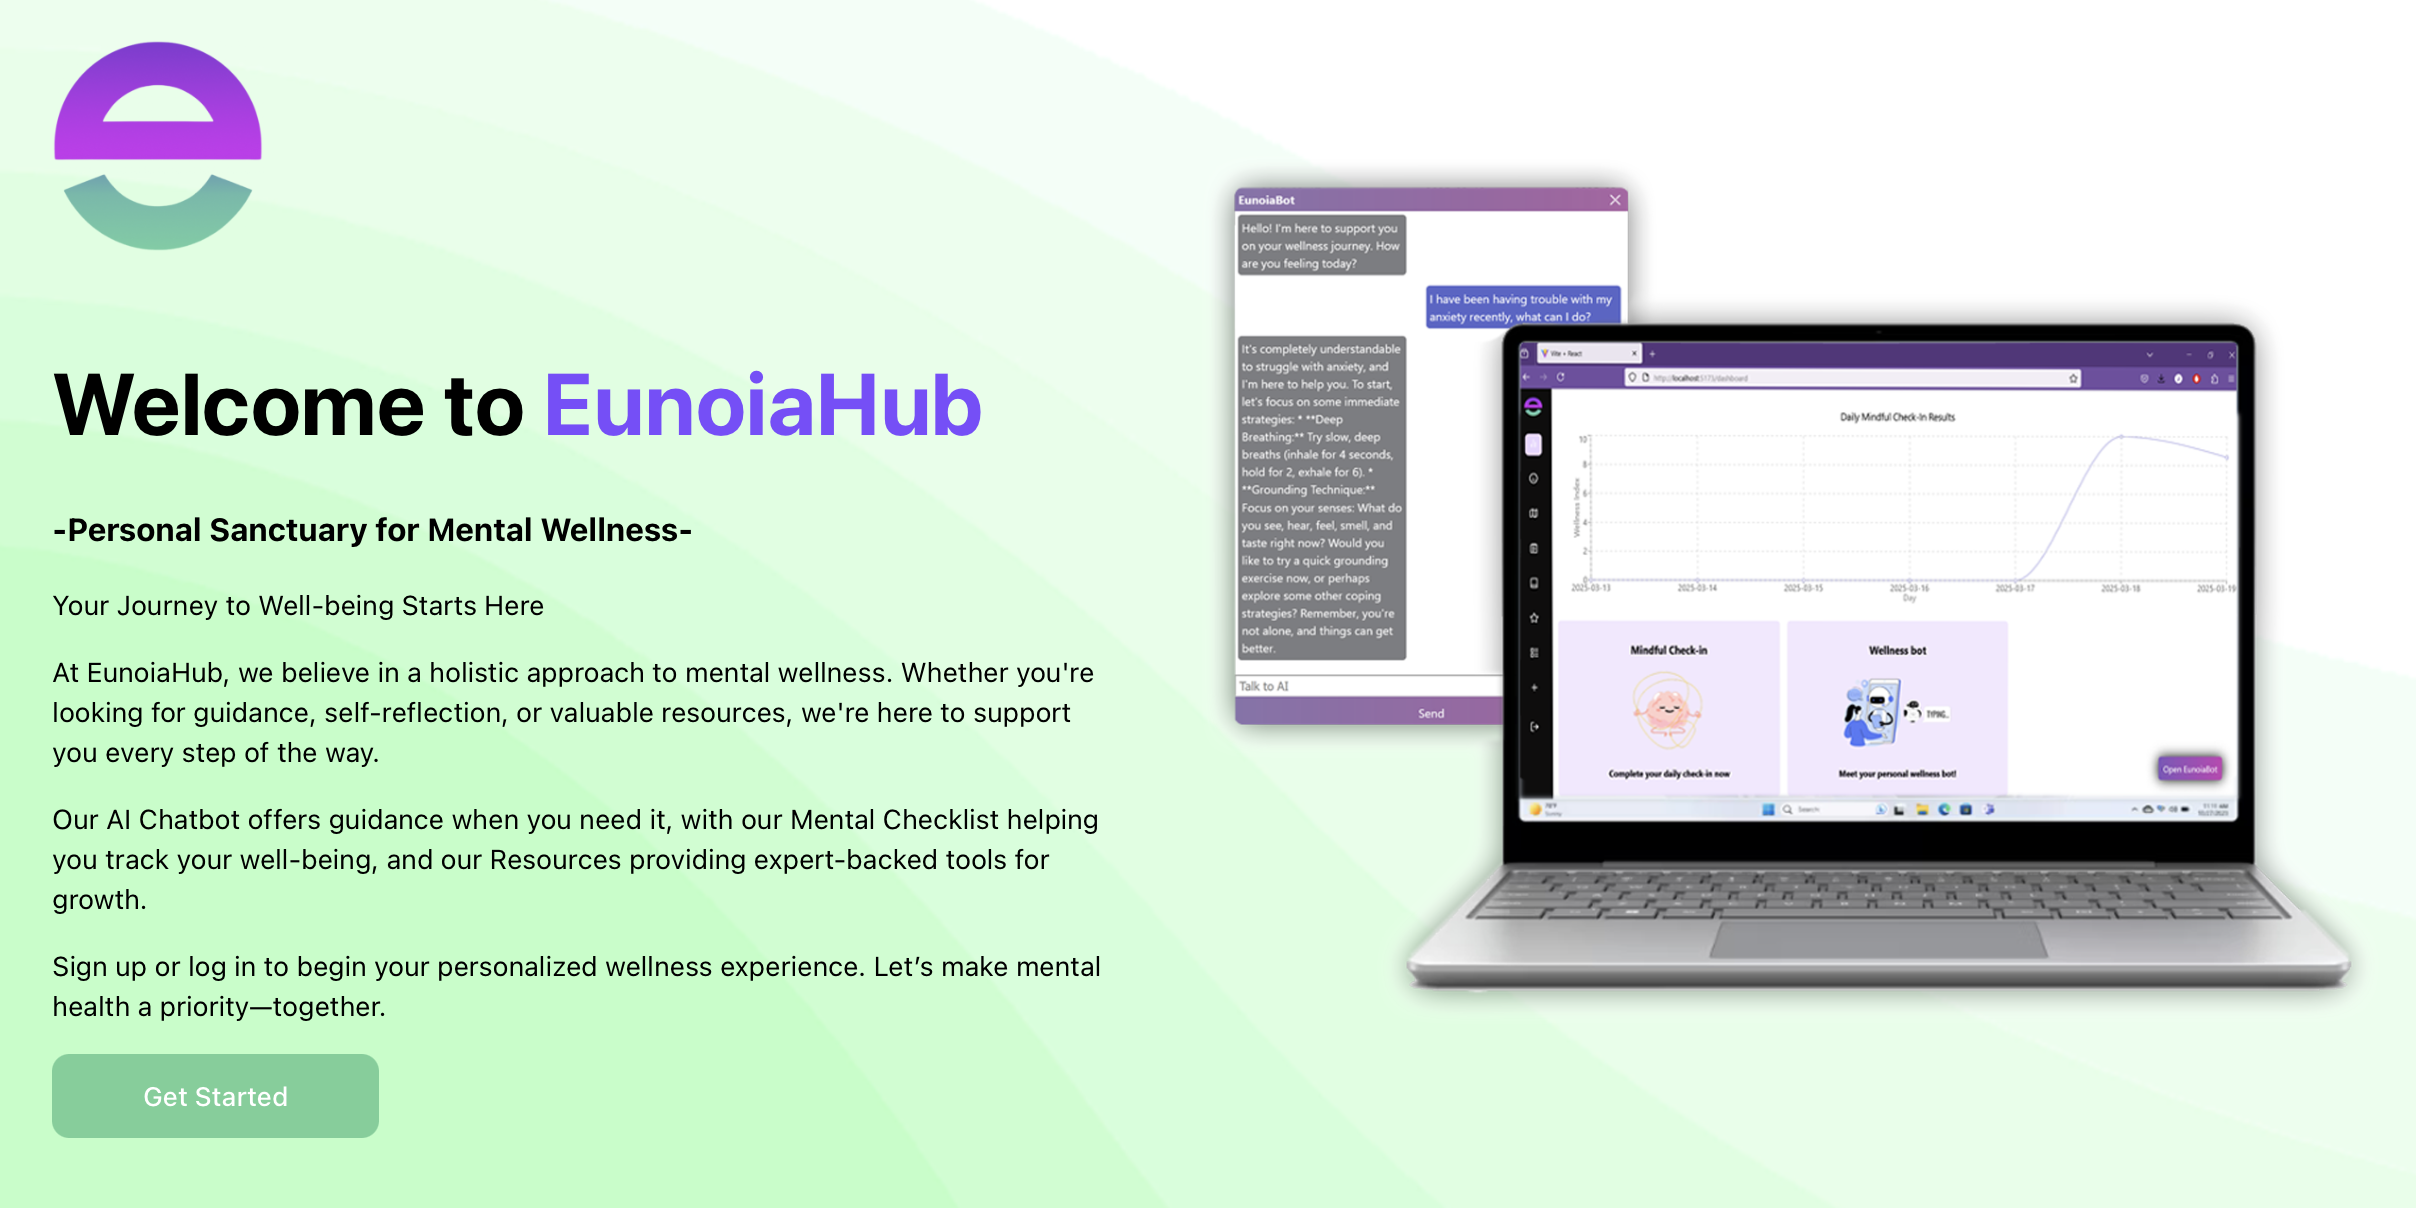 Welcome to EunoiaHub
-Personal Sanctuary for Mental Wellness-
Your Journey to Well-being Starts Here
At EunoiaHub, we believe in a holistic approach to mental wellness. Whether you're
looking for guidance, self-reflection, or valuable resources, we're here to support
you every step of the way.
Our AI Chatbot offers guidance when you need it, with our Mental Checklist helping
you track your well-being, and our Resources providing expert-backed tools for
growth.
Sign up or log in to begin your personalized wellness experience. Let’s make mental
health a priority—together.
Get Started
EunoiaBot
Hello! I'm here to support you
on your wellness journey. How
are you feeling today?
I have been having trouble with my
anxiety recently, what can I do?
It's completely understandable
to struggle with anxiety, and
I'm here to help you. To start,
let's focus on some immediate
strategies: * **Deep
Breathing:** Try slow, deep
breaths (inhale for 4 seconds,
hold for 2, exhale for 6). *
**Grounding Technique:**
Focus on your senses: What do
you see, hear, feel, smell, and
taste right now? Would you
like to try a quick grounding
exercise now, or perhaps
explore some other coping
strategies? Remember, you're
not alone, and things can get
better.
Talk to AI
Send
Vite + React
http://localhost:5173/dashboard
Daily Mindful Check-In Results
10
8
6
4
2
0
Wellness Index
2025-03-13 2025-03-14 2025-03-15 2025-03-16 2025-03-17 2025-03-18 2025-03-19
Day
Mindful Check-in
Complete your daily check-in now
Wellness bot
TYPING...
Meet your personal wellness bot!
Open EunoiaBot
Sunny
Search